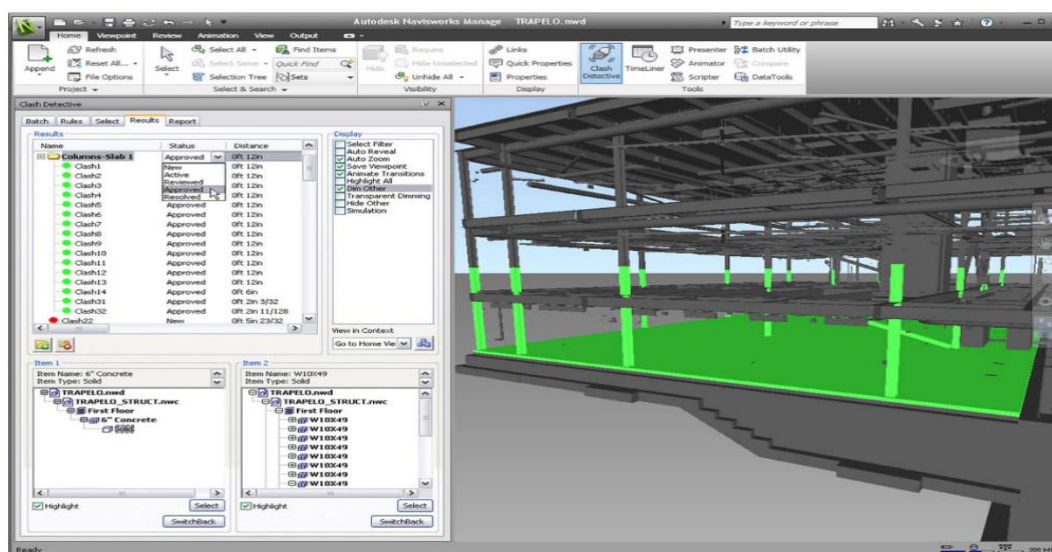 Autodesk Navisworks Manage TRAPELO.nwd
Type a keyword or phrase
Home Viewpoint Review Animation View Output
Append
Refresh
Reset All...
File Options
Project
Select
Select All
Select Same
Selection Tree
Find Items
Quick Find
Sets
Select & Search
Hide
Require
Hide Unselected
Unhide All
Visibility
Links
Quick Properties
Properties
Display
Clash
Detective
TimeLiner
Presenter
Animator
Scripter
Batch Utility
Compare
DataTools
Tools
Clash Detective
Batch Rules Select Results Report
Results
Name Status Distance
Columns-Slab 1 Approved 0ft 12in
Clash1 New 0ft 12in
Clash2 Active 0ft 12in
Clash3 Reviewed 0ft 12in
Clash4 Approved 0ft 12in
Clash5 Resolved 0ft 12in
Clash6 Approved 0ft 12in
Clash7 Approved 0ft 12in
Clash8 Approved 0ft 12in
Clash9 Approved 0ft 12in
Clash10 Approved 0ft 12in
Clash11 Approved 0ft 12in
Clash12 Approved 0ft 12in
Clash13 Approved 0ft 12in
Clash14 Approved 0ft 6in
Clash31 Approved 0ft 2in 3/32
Clash32 Approved 0ft 2in 11/128
Clash22 New 0ft 5in 23/32
Display
Select Filter
Auto Reveal
Auto Zoom
Save Viewpoint
Animate Transitions
Highlight All
Dim Other
Transparent Dimming
Hide Other
Simulation
View in Context
Go to Home Vie
Item 1
Item Name: 6" Concrete
Item Type: Solid
TRAPELO.nwd
TRAPELO_STRUCT.nwc
First Floor
6" Concrete
Solid
Highlight
Select
SwitchBack
Item 2
Item Name: W10X49
Item Type: Solid
TRAPELO.nwd
TRAPELO_STRUCT.nwc
First Floor
W10X49
W10X49
W10X49
W10X49
W10X49
W10X49
W10X49
Highlight
Select
SwitchBack
Ready